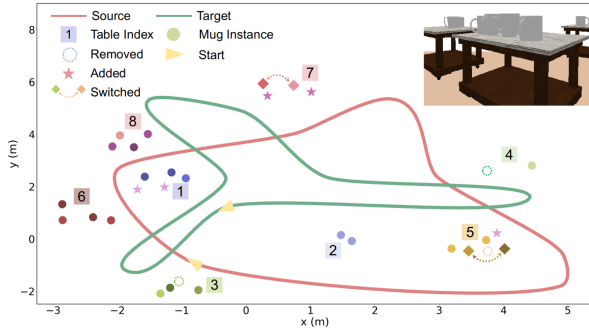 Source
Target
1
Table Index
Mug Instance
Removed
Start
Added
Switched
8
6
4
2
0
−2
y (m)
7
8
4
1
6
5
2
3
−3
−2
−1
0
1
2
3
4
5
x (m)